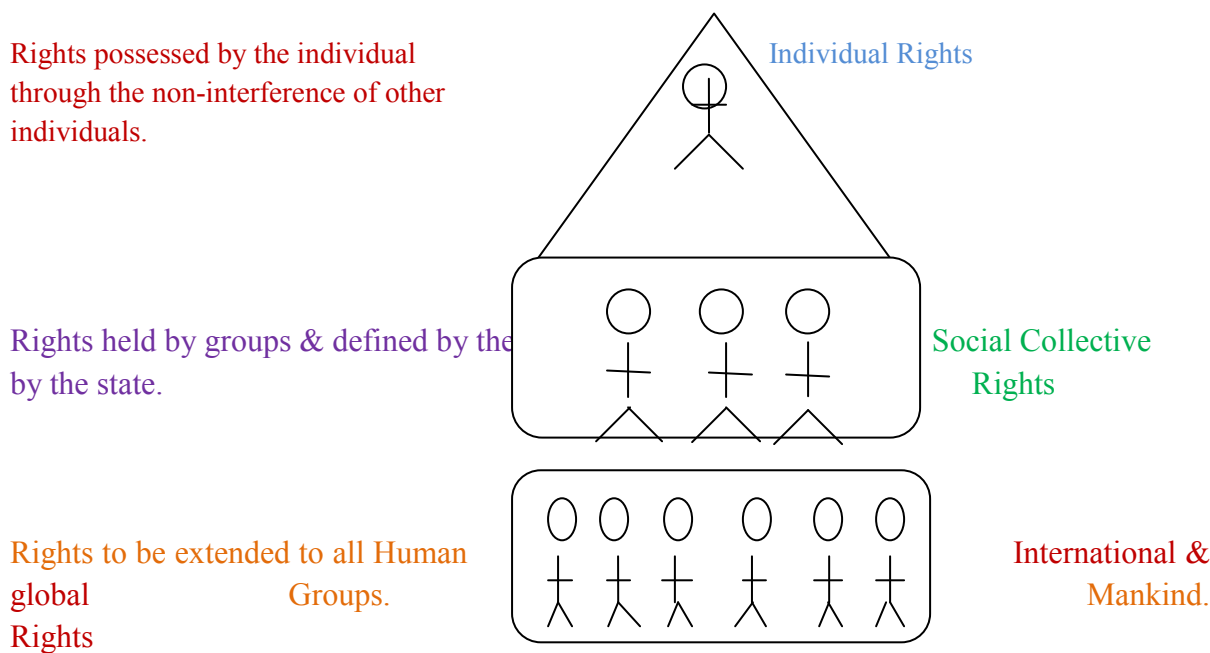 Rights possessed by the individual
through the non-interference of other
individuals.
Individual Rights
Rights held by groups & defined by the
by the state.
Social Collective
Rights
Rights to be extended to all Human
global Groups.
Rights
International &
Mankind.